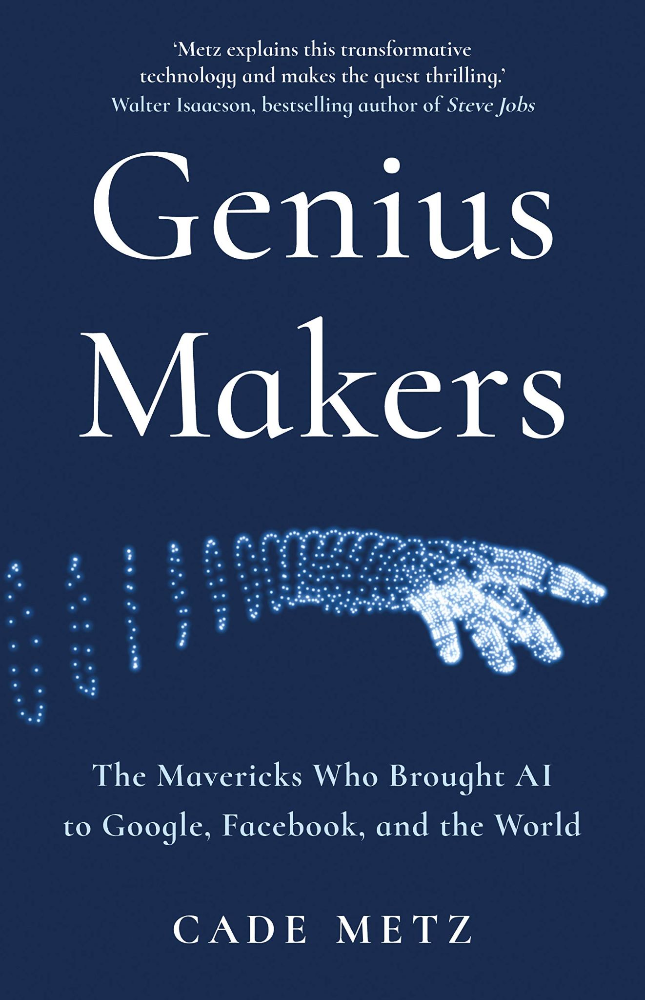 ‘Metz explains this transformative
technology and makes the quest thrilling.’
Walter Isaacson, bestselling author of Steve Jobs
Genius
Makers
The Mavericks Who Brought AI
to Google, Facebook, and the World
CADE METZ